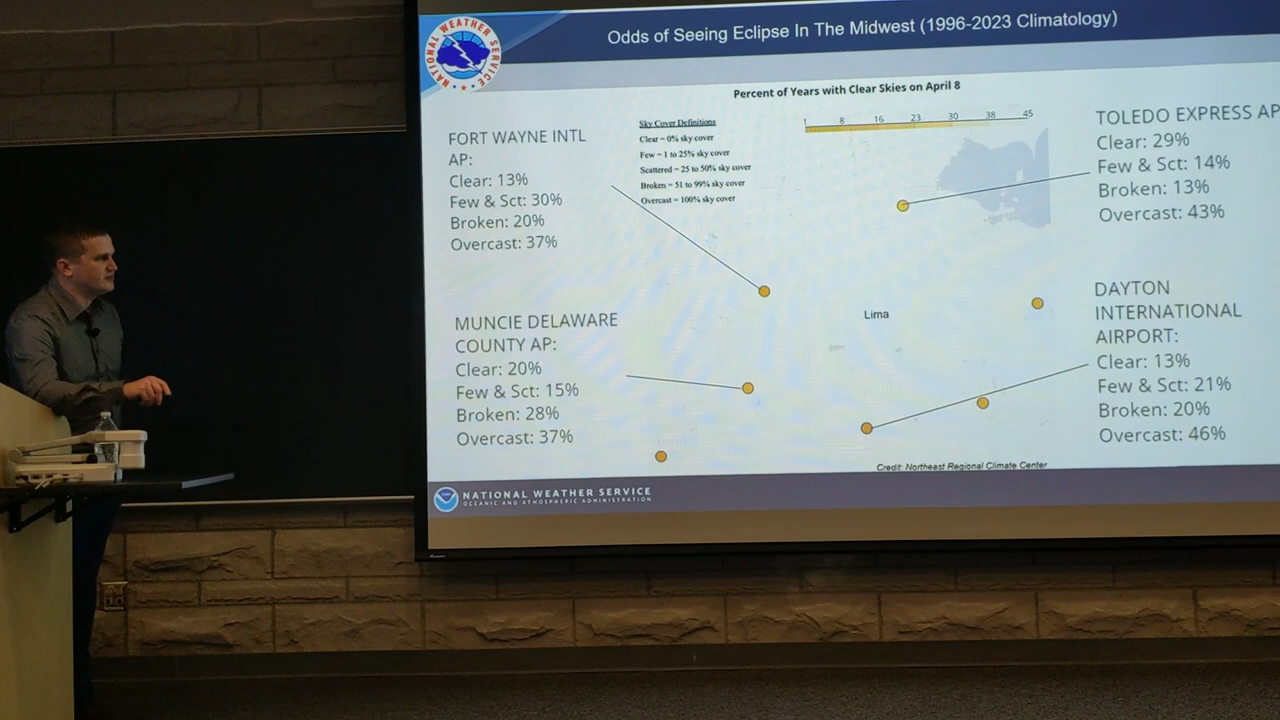 NATIONAL WEATHER SERVICE
Odds of Seeing Eclipse In The Midwest (1996-2023 Climatology)
Percent of Years with Clear Skies on April 8
FORT WAYNE INTL
AP:
Clear: 13%
Few & Sct: 30%
Broken: 20%
Overcast: 37%
Sky Cover Definitions
Clear = 0% sky cover
Few = 1 to 25% sky cover
Scattered = 25 to 50% sky cover
Broken = 51 to 99% sky cover
Overcast = 100% sky cover
1 8 16 23 30 38 45
TOLEDO EXPRESS AP
Clear: 29%
Few & Sct: 14%
Broken: 13%
Overcast: 43%
MUNCIE DELAWARE
COUNTY AP:
Clear: 20%
Few & Sct: 15%
Broken: 28%
Overcast: 37%
Lima
DAYTON
INTERNATIONAL
AIRPORT:
Clear: 13%
Few & Sct: 21%
Broken: 20%
Overcast: 46%
Credit: Northeast Regional Climate Center
NATIONAL WEATHER SERVICE
OCEANIC AND ATMOSPHERIC ADMINISTRATION